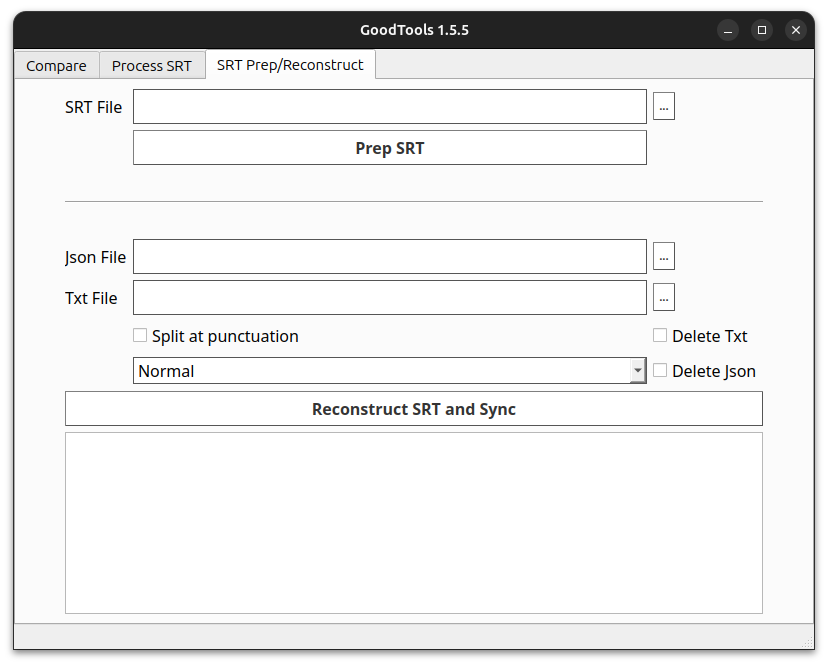 GoodTools 1.5.5
Compare Process SRT SRT Prep/Reconstruct
SRT File ...
Prep SRT
Json File ...
Txt File ...
Split at punctuation Delete Txt
Normal Delete Json
Reconstruct SRT and Sync